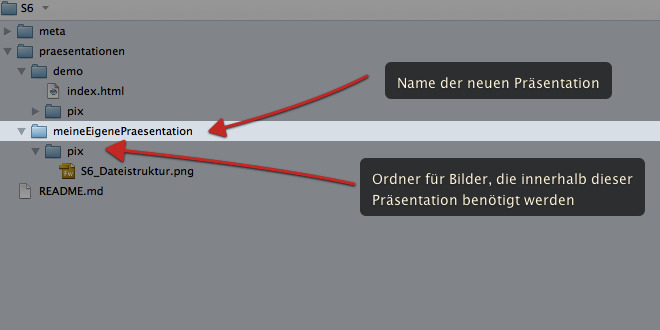 S6
meta
praesentationen
demo
index.html
pix
meineEigenePraesentation
pix
S6_Dateistruktur.png
README.md
Name der neuen Präsentation
Ordner für Bilder, die innerhalb dieser
Präsentation benötigt werden